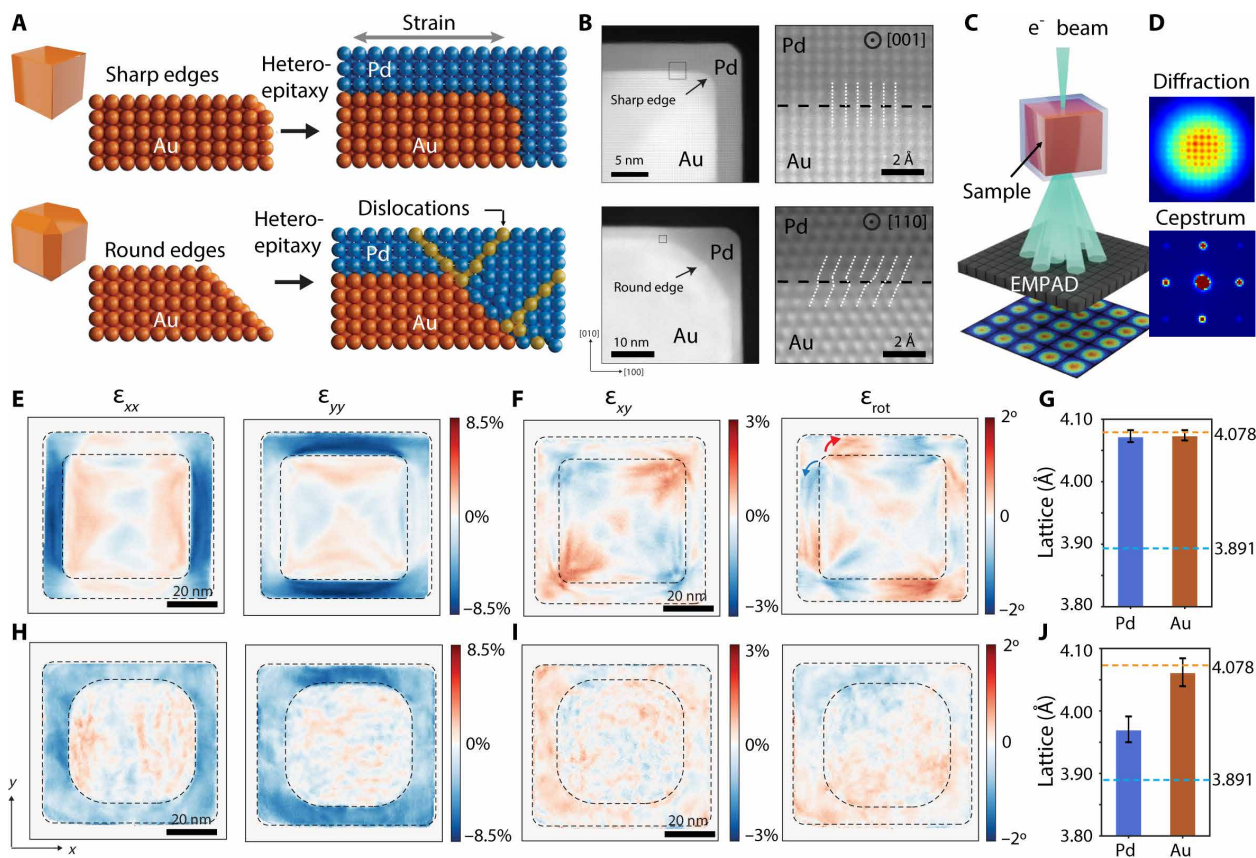 A
Strain
Sharp edges
Hetero-
epitaxy
Pd
Au
Round edges
Hetero-
epitaxy
Dislocations
Pd
Au
Au
B
Pd
Sharp edge
Au
5 nm
[001]
Pd
Au
2 Å
Pd
Round edge
Au
10 nm
[010]
[100]
[110]
Pd
Au
2 Å
C
e⁻ beam
Sample
EMPAD
D
Diffraction
Cepstrum
E
εxx
εyy
8.5%
0%
–8.5%
20 nm
F
εxy
εrot
3%
0%
–3%
20 nm
2°
0
–2°
G
Lattice (Å)
4.10
4.00
3.90
3.80
4.078
3.891
Pd
Au
H
8.5%
0%
–8.5%
20 nm
y
x
I
3%
0%
–3%
20 nm
2
0
–2°
J
Lattice (Å)
4.10
4.00
3.90
3.80
4.078
3.891
Pd
Au